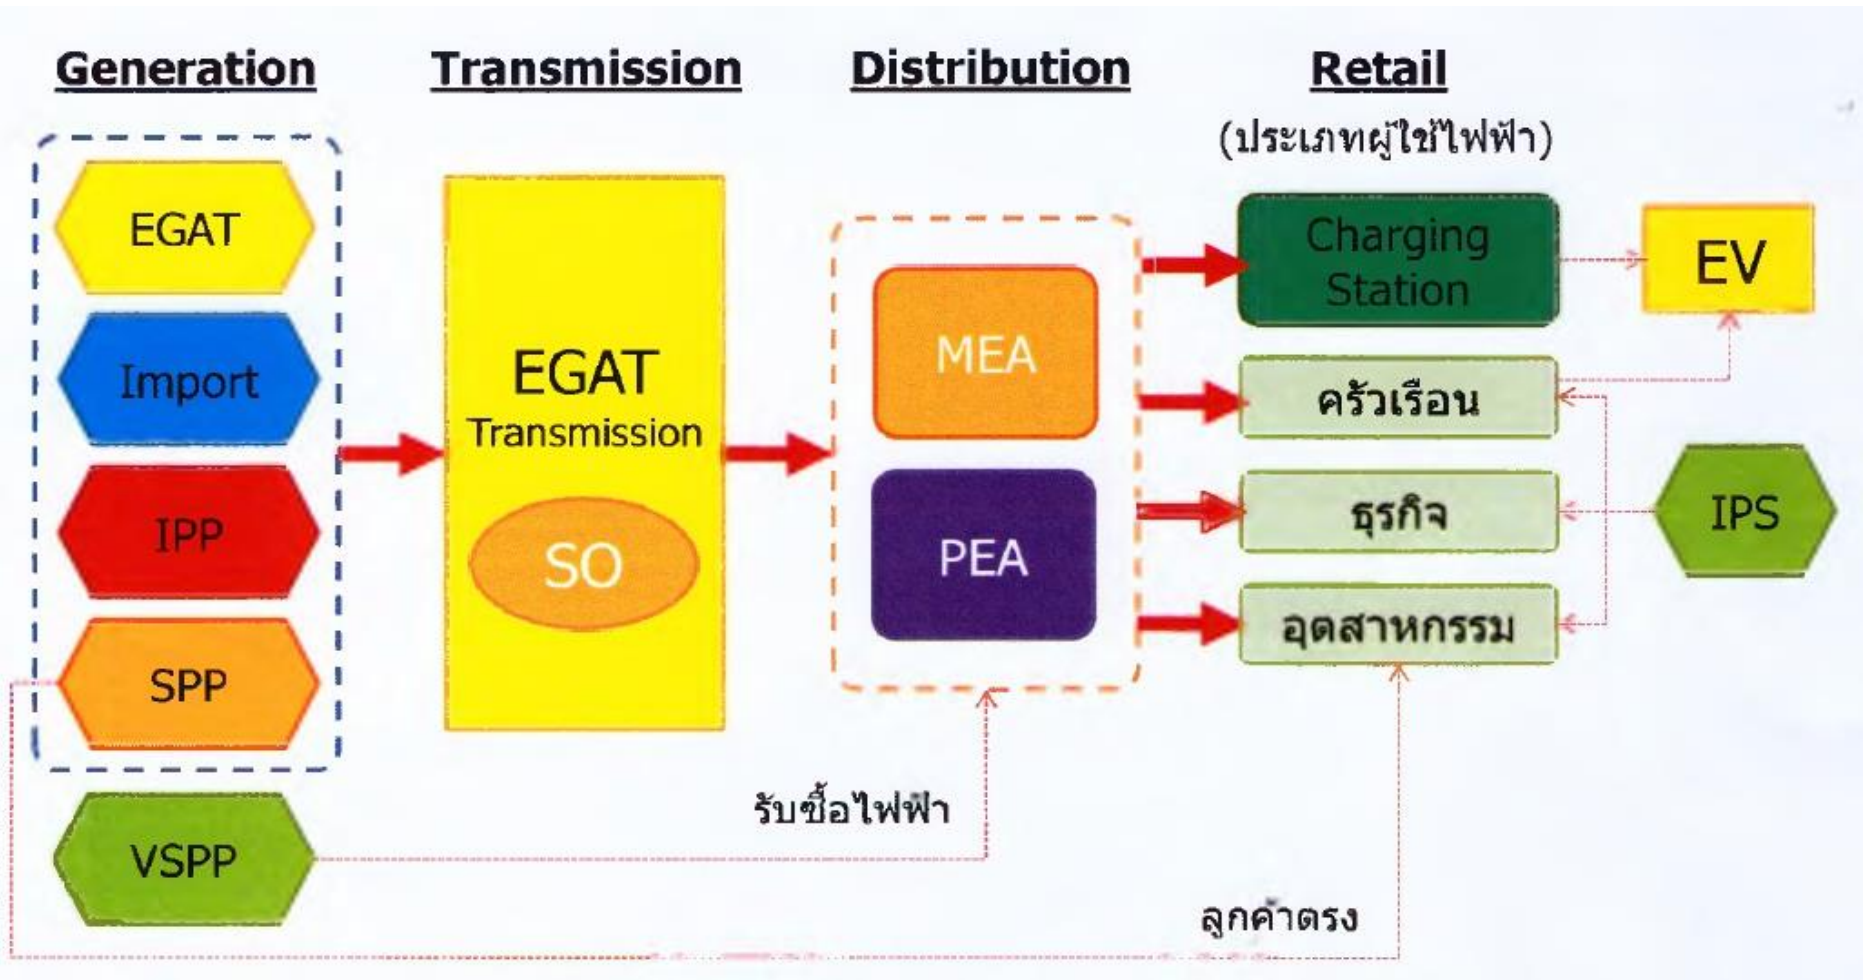 Generation
Transmission
Distribution
Retail
(ประเภทผู้ใช้ไฟฟ้า)
EGAT
Import
IPP
SPP
VSPP
EGAT
Transmission
SO
MEA
PEA
Charging
Station
EV
ครัวเรือน
ธุรกิจ
อุตสาหกรรม
IPS
รับซื้อไฟฟ้า
ลูกค้าตรง